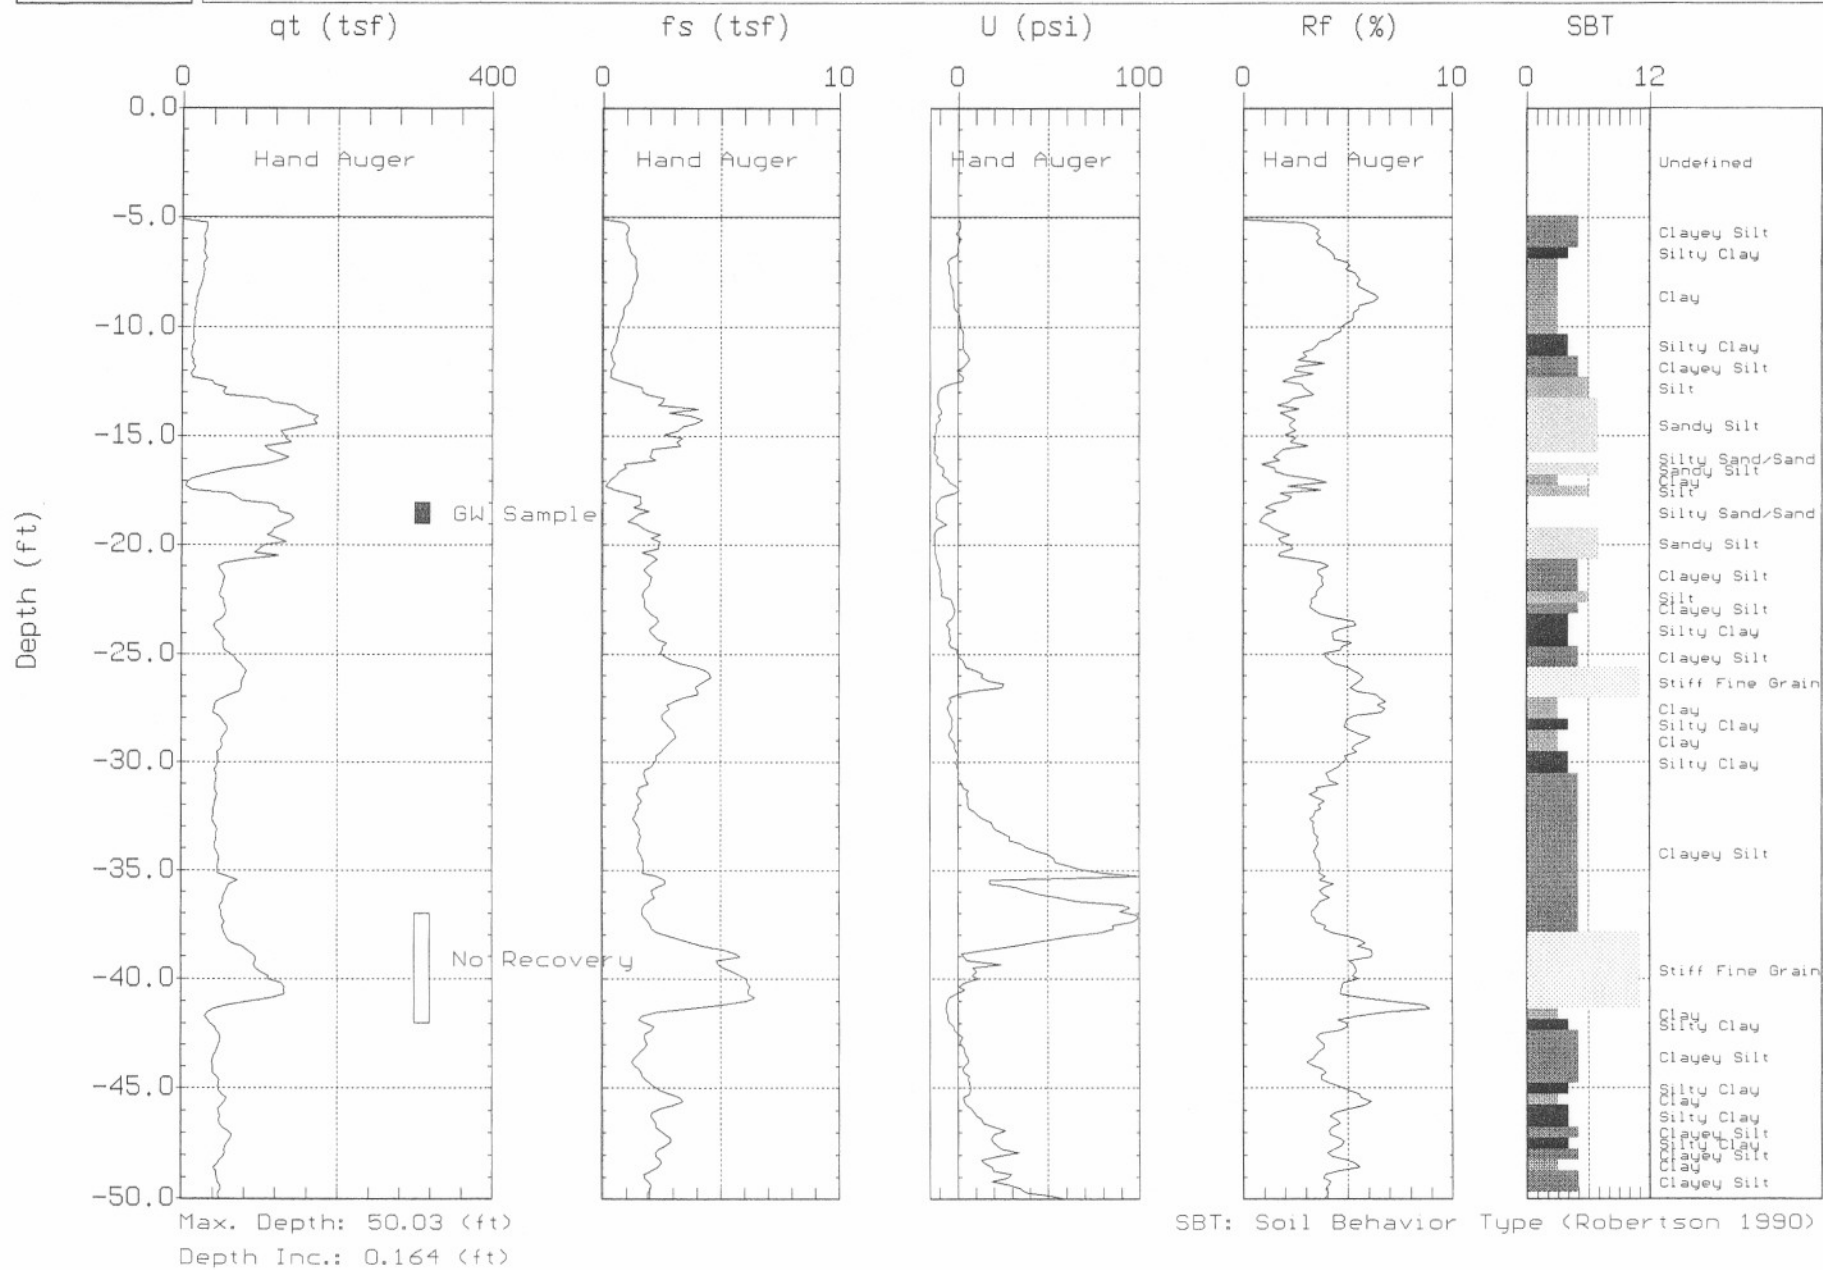 qt (tsf) fs (tsf) U (psi) Rf (%) SBT
0 400 0 10 0 100 0 10 0 12
0.0
Hand Auger Hand Auger Hand Auger Hand Auger
Undefined
-5.0
Clayey Silt
Silty Clay
Clay
-10.0
Silty Clay
Clayey Silt
Silt
Sandy Silt
-15.0
Silty Sand/Sand
Sandy Silt
Clay
Silt
GW Sample
Silty Sand/Sand
Depth (ft)
-20.0
Sandy Silt
Clayey Silt
Silt
Clayey Silt
Silty Clay
-25.0
Clayey Silt
Stiff Fine Grain
Clay
Silty Clay
Clay
-30.0
Silty Clay
Clayey Silt
-35.0
No Recovery
Stiff Fine Grain
-40.0
Clay
Silty Clay
Clayey Silt
-45.0
Silty Clay
Clay
Silty Clay
Clayey Silt
Silty Clay
Clayey Silt
Clay
Clayey Silt
-50.0
Max. Depth: 50.03 (ft)
SBT: Soil Behavior Type (Robertson 1990)
Depth Inc.: 0.164 (ft)